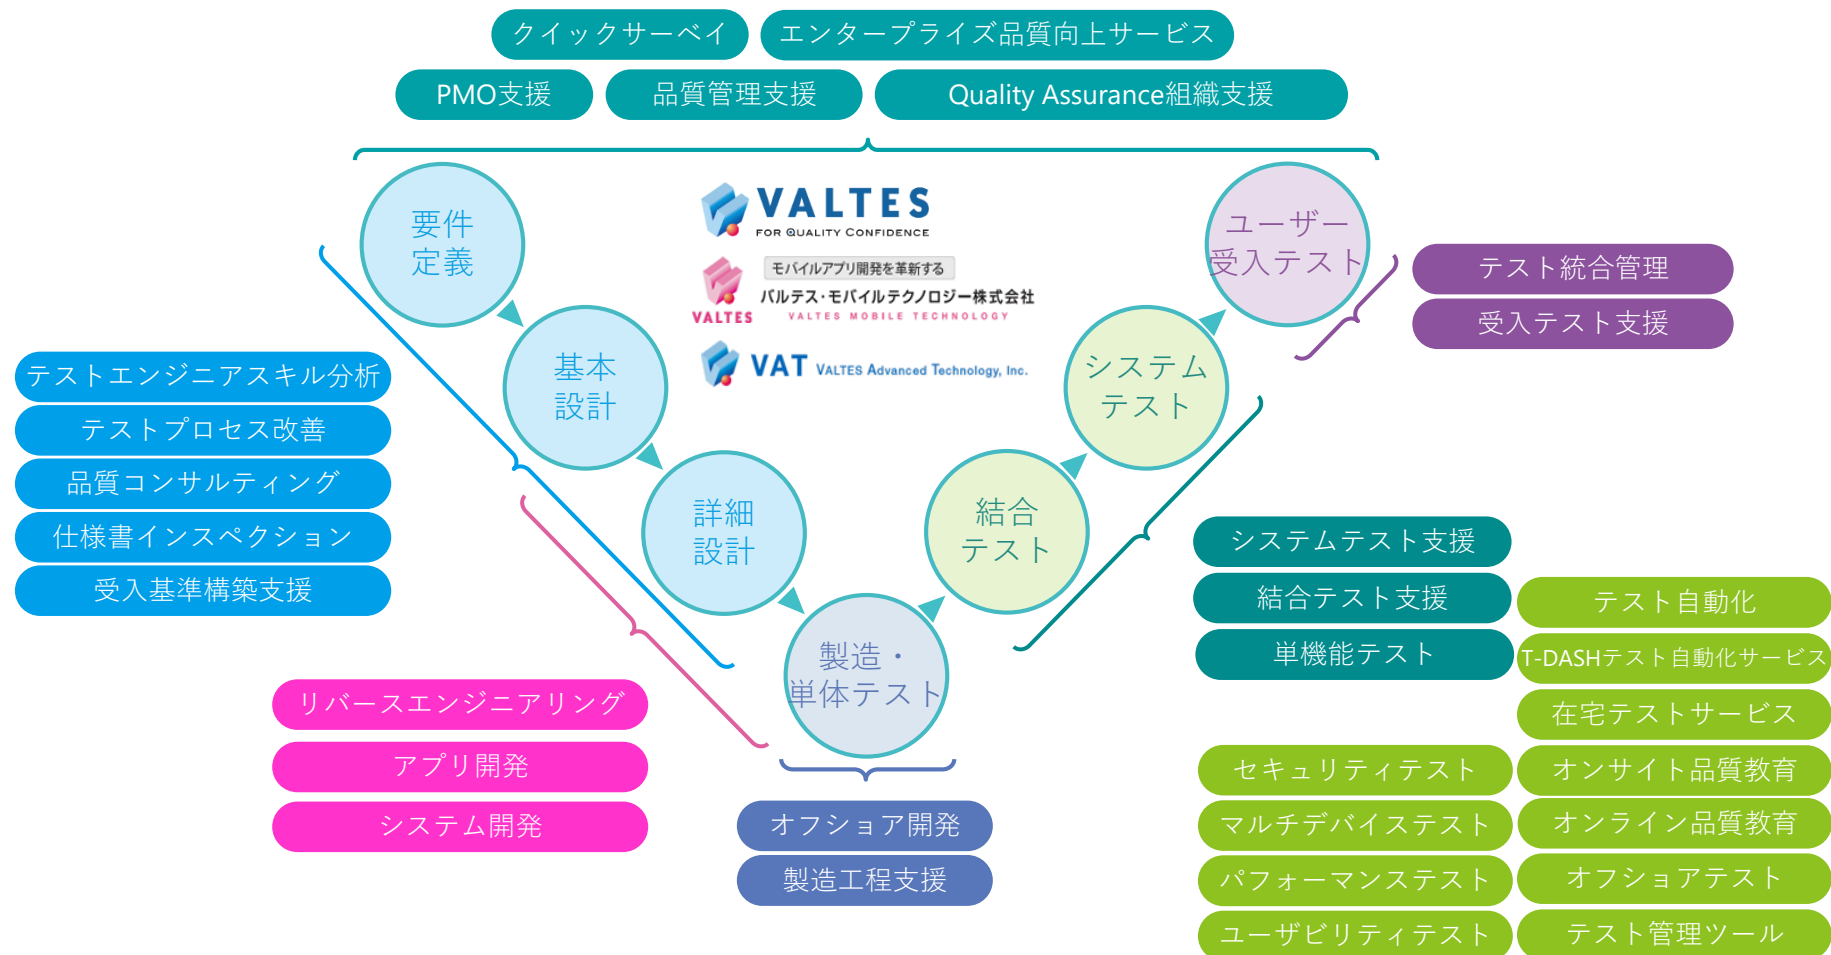 クイックサーベイ
エンタープライズ品質向上サービス
PMO支援
品質管理支援
Quality Assurance組織支援
要件
定義
VALTES
FOR QUALITY CONFIDENCE
モバイルアプリ開発を革新する
バルテス・モバイルテクノロジー株式会社
VALTES
VALTES MOBILE TECHNOLOGY
VAT VALTES Advanced Technology, Inc.
ユーザー
受入テスト
テスト統合管理
受入テスト支援
基本
設計
システム
テスト
テストエンジニアスキル分析
テストプロセス改善
品質コンサルティング
仕様書インスペクション
受入基準構築支援
詳細
設計
結合
テスト
システムテスト支援
結合テスト支援
単機能テスト
製造・
単体テスト
リバースエンジニアリング
アプリ開発
システム開発
オフショア開発
製造工程支援
テスト自動化
T-DASHテスト自動化サービス
在宅テストサービス
セキュリティテスト
オンサイト品質教育
マルチデバイステスト
オンライン品質教育
パフォーマンステスト
オフショアテスト
ユーザビリティテスト
テスト管理ツール